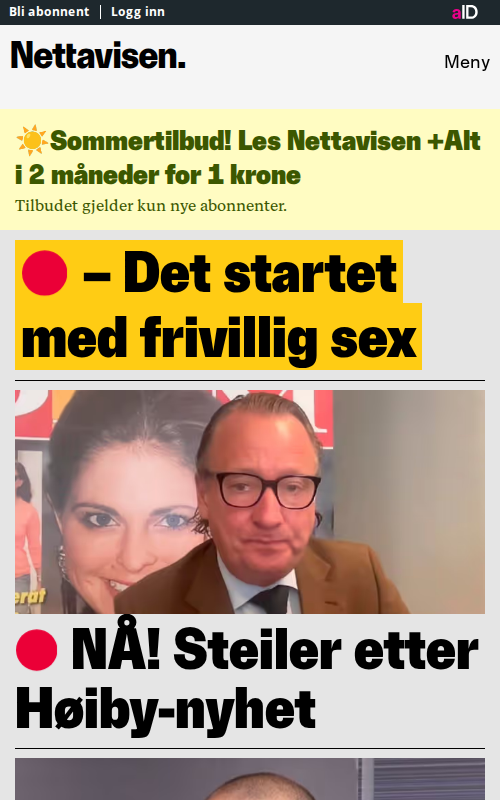 Bli abonnent Logg inn aID
Nettavisen.
Meny
Sommertilbud! Les Nettavisen +Alt
i 2 måneder for 1 krone
Tilbudet gjelder kun nye abonnenter.
– Det startet
med frivillig sex
erat
NÅ! Steiler etter
Høiby-nyhet